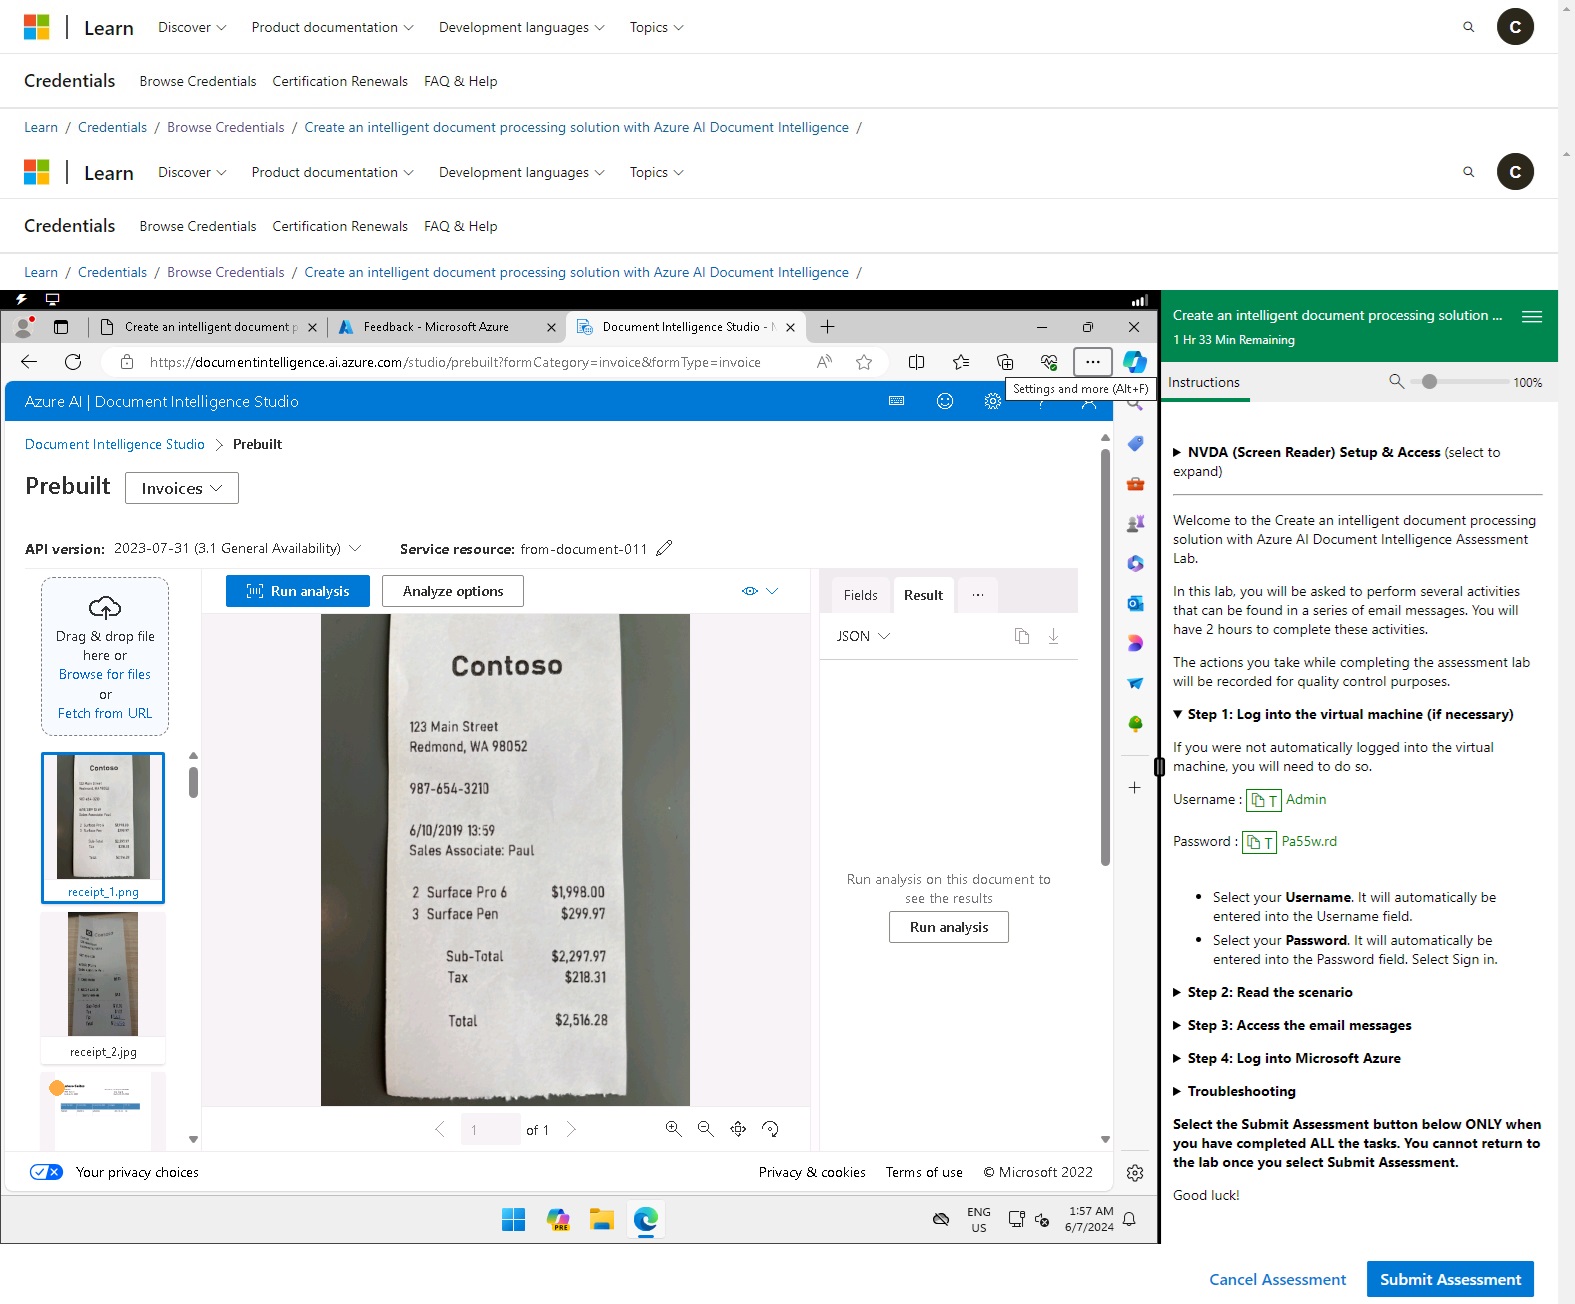 Learn Discover Product documentation Development languages Topics C
Credentials Browse Credentials Certification Renewals FAQ & Help
Learn / Credentials / Browse Credentials / Create an intelligent document processing solution with Azure AI Document Intelligence /
Learn Discover Product documentation Development languages Topics C
Credentials Browse Credentials Certification Renewals FAQ & Help
Learn / Credentials / Browse Credentials / Create an intelligent document processing solution with Azure AI Document Intelligence /
Create an intelligent document p
Feedback - Microsoft Azure
Document Intelligence Studio -
https://documentintelligence.ai.azure.com/studio/prebuilt?formCategory=invoice&formType=invoice
Settings and more (Alt+F)
Azure AI | Document Intelligence Studio
Document Intelligence Studio > Prebuilt
Prebuilt Invoices
API version: 2023-07-31 (3.1 General Availability) Service resource: from-document-011
Drag & drop file
here or
Browse for files
or
Fetch from URL
receipt_1.png
receipt_2.jpg
Run analysis Analyze options
Contoso
123 Main Street
Redmond, WA 98052
987-654-3210
6/10/2019 13:59
Sales Associate: Paul
2 Surface Pro 6 $1,998.00
3 Surface Pen $299.97
Sub-Total $2,297.97
Tax $218.31
Total $2,516.28
1 of 1
Fields Result ...
JSON
Run analysis on this document to
see the results
Run analysis
Your privacy choices
Privacy & cookies Terms of use © Microsoft 2022
PRE
ENG
US
1:57 AM
6/7/2024
Create an intelligent document processing solution ...
1 Hr 33 Min Remaining
Instructions 100%
NVDA (Screen Reader) Setup & Access (select to
expand)
Welcome to the Create an intelligent document processing
solution with Azure AI Document Intelligence Assessment
Lab.
In this lab, you will be asked to perform several activities
that can be found in a series of email messages. You will
have 2 hours to complete these activities.
The actions you take while completing the assessment lab
will be recorded for quality control purposes.
Step 1: Log into the virtual machine (if necessary)
If you were not automatically logged into the virtual
machine, you will need to do so.
Username : T Admin
Password : T Pa55w.rd
• Select your Username. It will automatically be
entered into the Username field.
• Select your Password. It will automatically be
entered into the Password field. Select Sign in.
Step 2: Read the scenario
Step 3: Access the email messages
Step 4: Log into Microsoft Azure
Troubleshooting
Select the Submit Assessment button below ONLY when
you have completed ALL the tasks. You cannot return to
the lab once you select Submit Assessment.
Good luck!
Cancel Assessment Submit Assessment